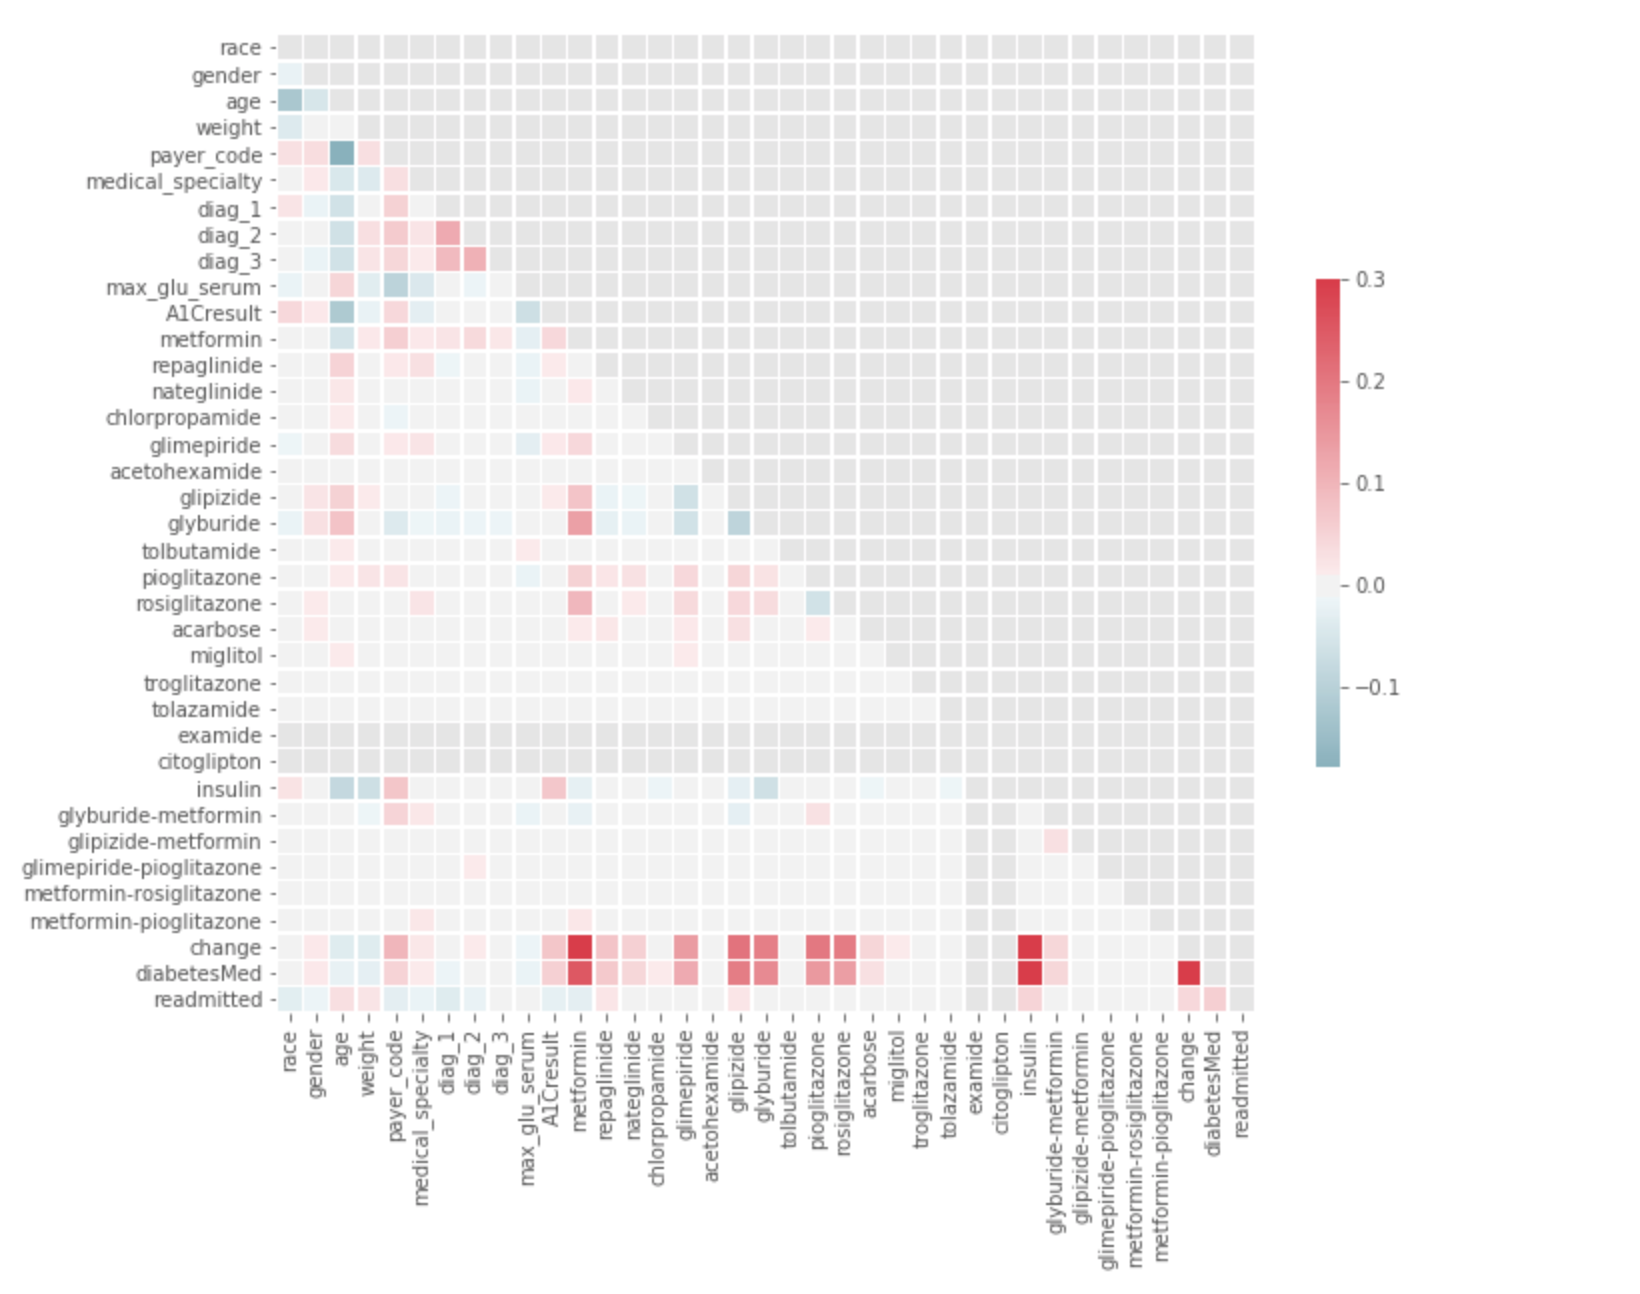 race
gender
age
weight
payer_code
medical_specialty
diag_1
diag_2
diag_3
max_glu_serum
A1Cresult
metformin
repaglinide
nateglinide
chlorpropamide
glimepiride
acetohexamide
glipizide
glyburide
tolbutamide
pioglitazone
rosiglitazone
acarbose
miglitol
troglitazone
tolazamide
examide
citoglipton
insulin
glyburide-metformin
glipizide-metformin
glimepiride-pioglitazone
metformin-rosiglitazone
metformin-pioglitazone
change
diabetesMed
readmitted
race
gender
age
weight
payer_code
medical_specialty
diag_1
diag_2
diag_3
max_glu_serum
A1Cresult
metformin
repaglinide
nateglinide
chlorpropamide
glimepiride
acetohexamide
glipizide
glyburide
tolbutamide
pioglitazone
rosiglitazone
acarbose
miglitol
troglitazone
tolazamide
examide
citoglipton
insulin
glyburide-metformin
glipizide-metformin
glimepiride-pioglitazone
metformin-rosiglitazone
metformin-pioglitazone
change
diabetesMed
readmitted
0.3
0.2
0.1
0.0
−0.1